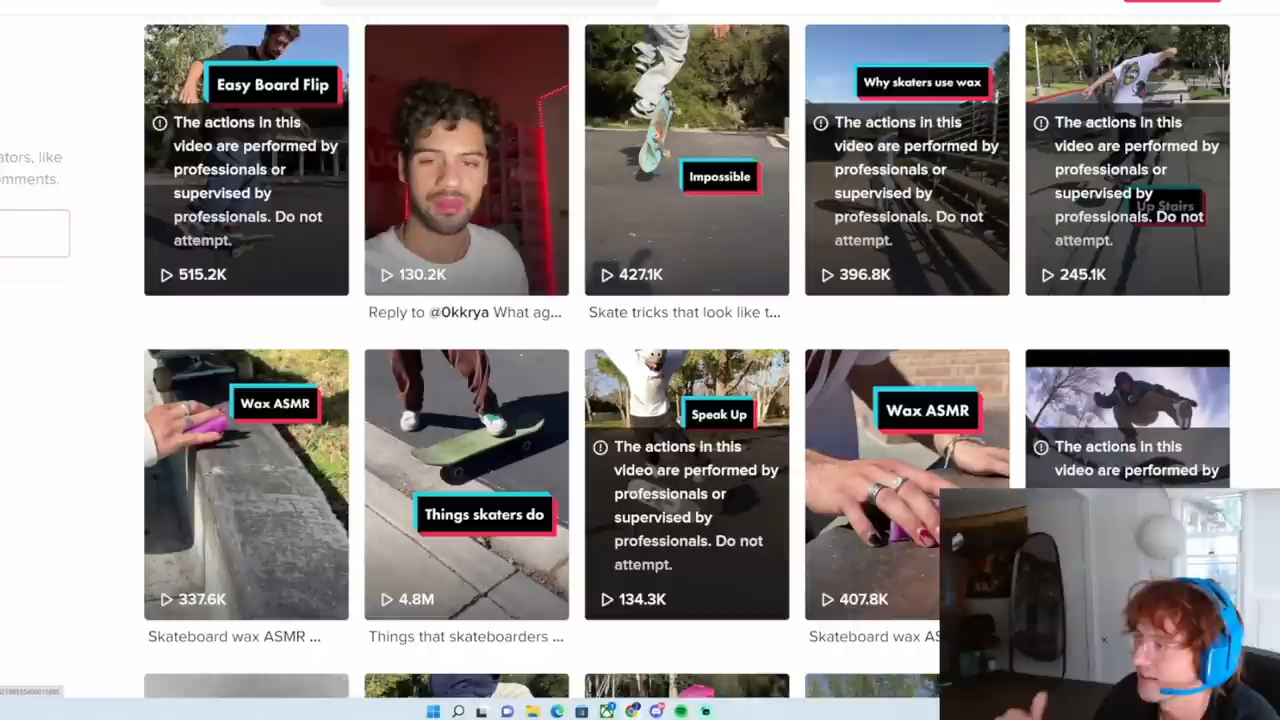 ators, like
omments.
Easy Board Flip
The actions in this
video are performed by
professionals or
supervised by
professionals. Do not
attempt.
515.2K
130.2K
Reply to @0kkrya What ag...
Impossible
427.1K
Skate tricks that look like t...
Why skaters use wax
The actions in this
video are performed by
professionals or
supervised by
professionals. Do not
attempt.
396.8K
The actions in this
video are performed by
professionals or
supervised by
Up Stairs
professionals. Do not
attempt.
245.1K
Wax ASMR
337.6K
Skateboard wax ASMR ...
Things skaters do
4.8M
Things that skateboarders ...
Speak Up
The actions in this
video are performed by
professionals or
supervised by
professionals. Do not
attempt.
134.3K
Wax ASMR
407.8K
Skateboard wax AS
The actions in this
video are performed by